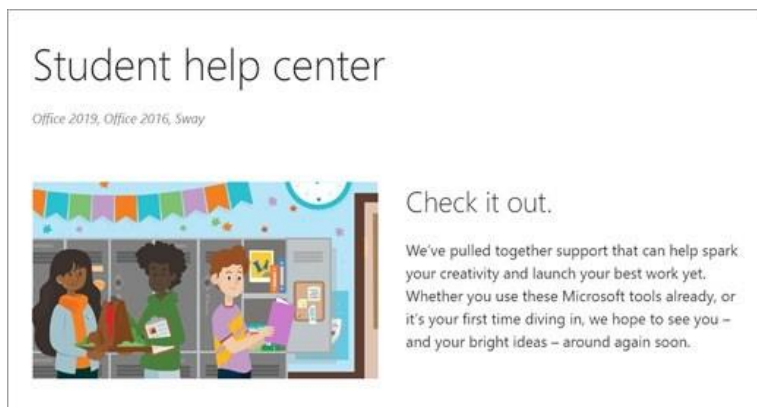 Student help center
Office 2019, Office 2016, Sway
Check it out.
We've pulled together support that can help spark
your creativity and launch your best work yet.
Whether you use these Microsoft tools already, or
it's your first time diving in, we hope to see you –
and your bright ideas – around again soon.